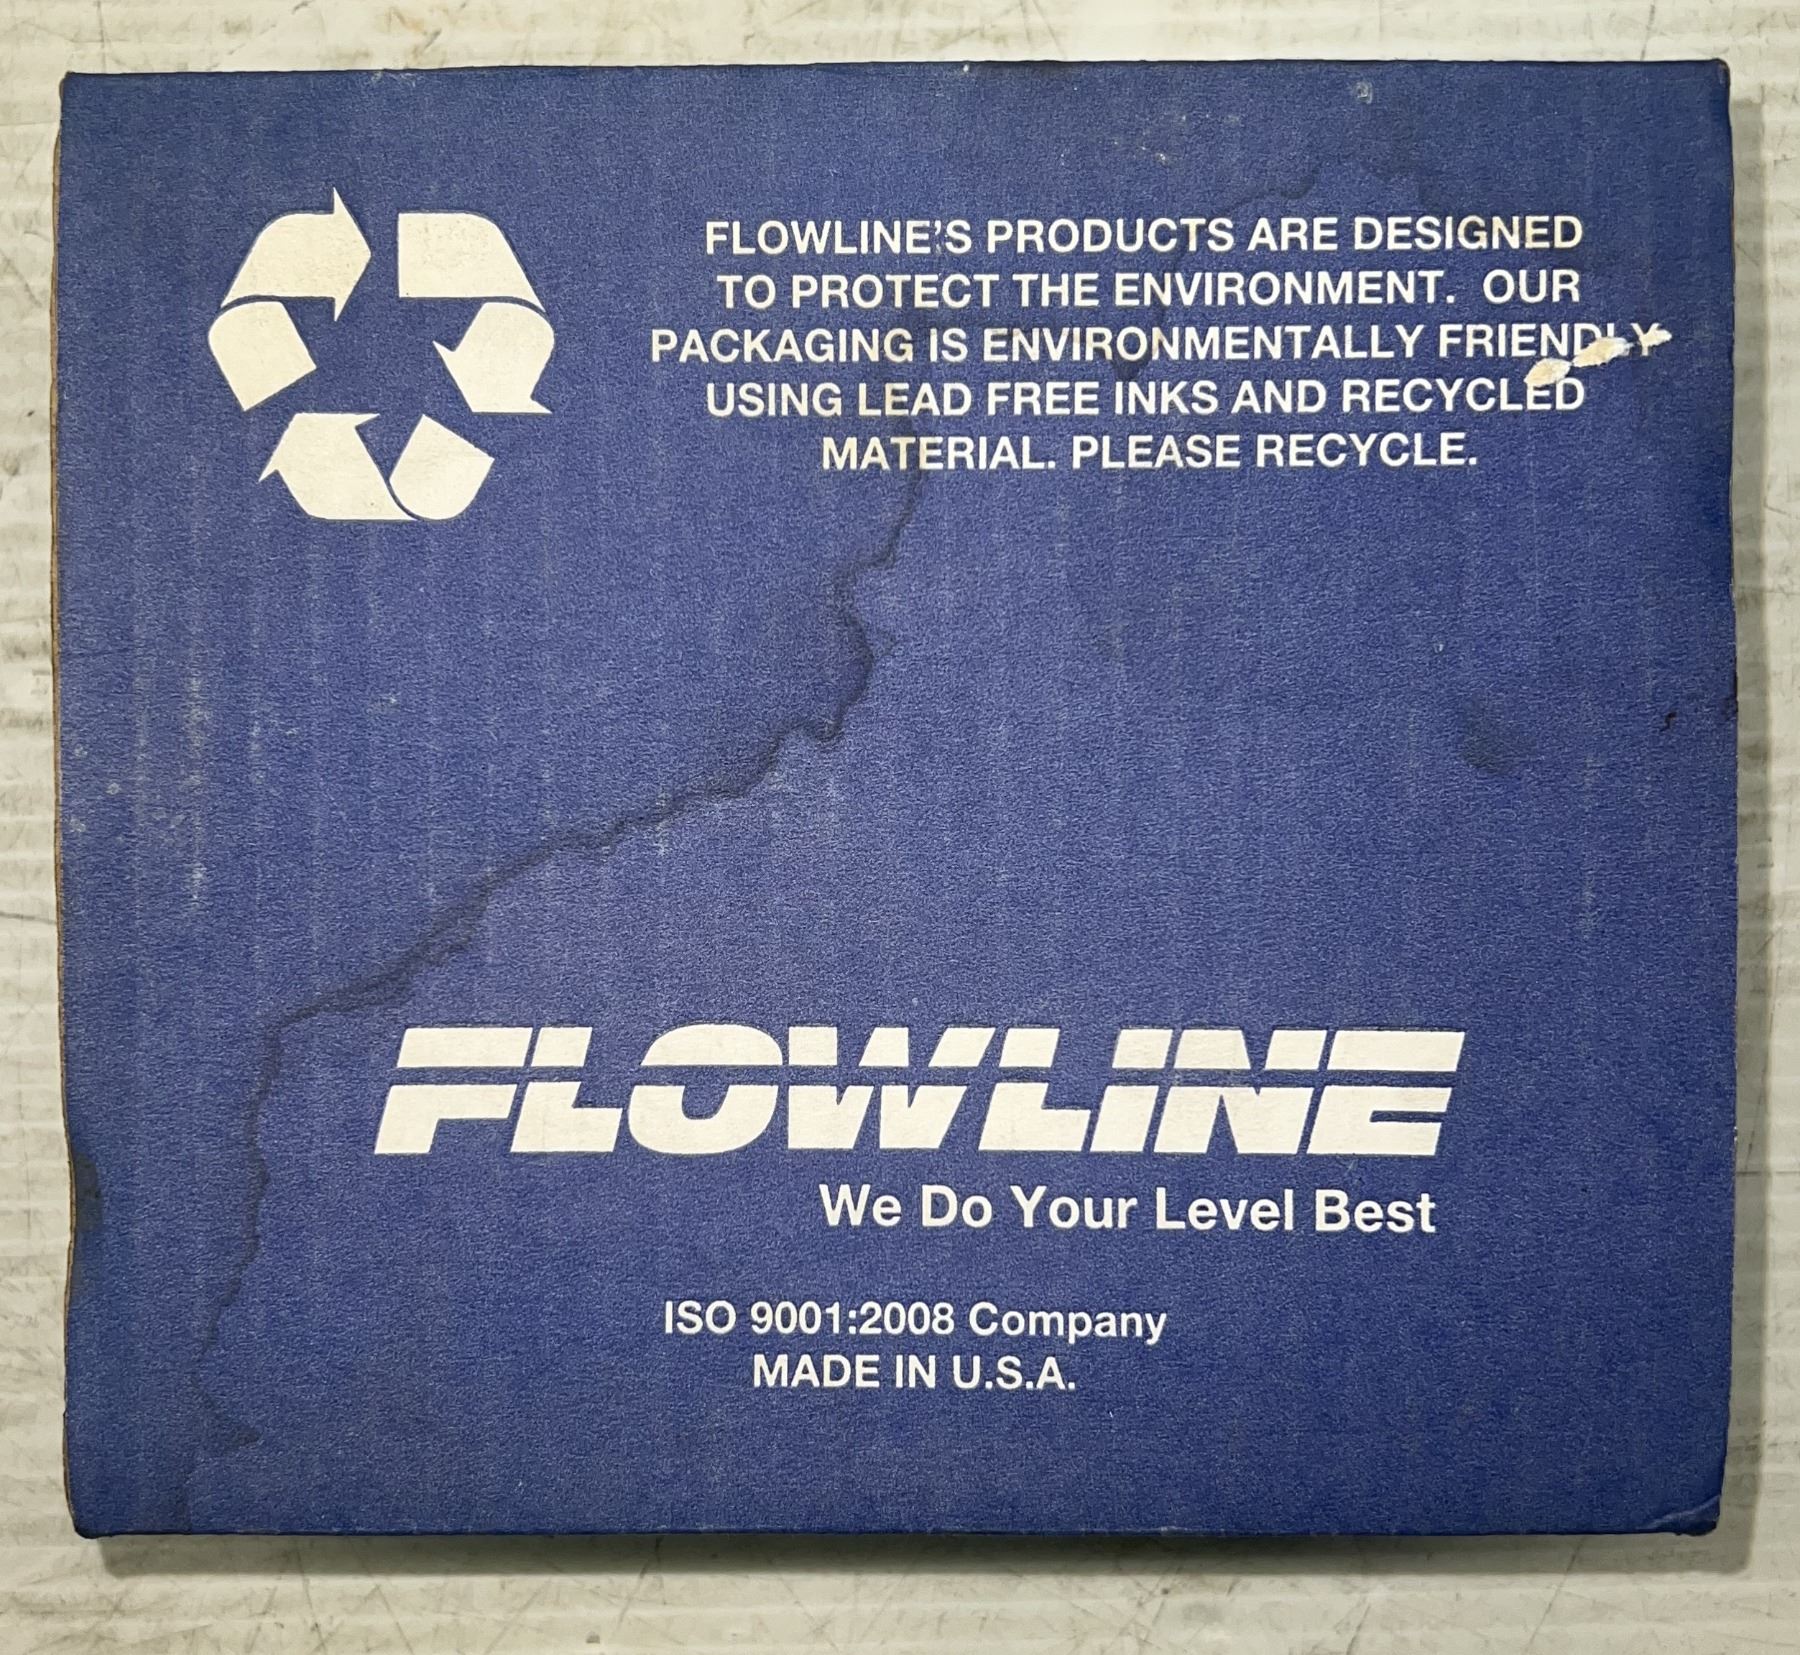 FLOWLINE'S PRODUCTS ARE DESIGNED
TO PROTECT THE ENVIRONMENT. OUR
PACKAGING IS ENVIRONMENTALLY FRIENDLY
USING LEAD FREE INKS AND RECYCLED
MATERIAL. PLEASE RECYCLE.
FLOWLINE
We Do Your Level Best
ISO 9001:2008 Company
MADE IN U.S.A.